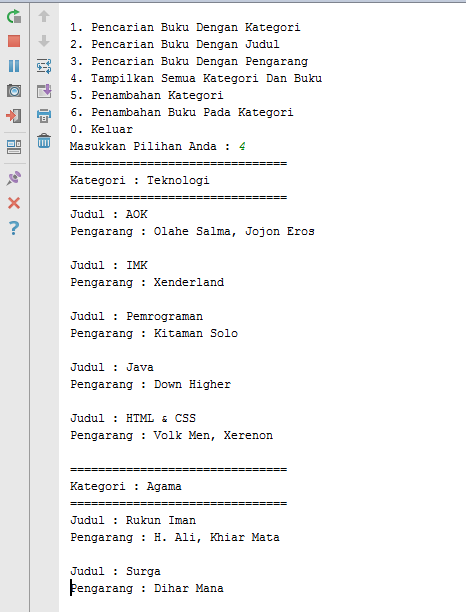 1. Pencarian Buku Dengan Kategori
2. Pencarian Buku Dengan Judul
3. Pencarian Buku Dengan Pengarang
4. Tampilkan Semua Kategori Dan Buku
5. Penambahan Kategori
6. Penambahan Buku Pada Kategori
0. Keluar
Masukkan Pilihan Anda : 4
===============================
Kategori : Teknologi
===============================
Judul : AOK
Pengarang : Olahe Salma, Jojon Eros
Judul : IMK
Pengarang : Xenderland
Judul : Pemrograman
Pengarang : Kitaman Solo
Judul : Java
Pengarang : Down Higher
Judul : HTML & CSS
Pengarang : Volk Men, Xerenon
===============================
Kategori : Agama
===============================
Judul : Rukun Iman
Pengarang : H. Ali, Khiar Mata
Judul : Surga
Pengarang : Dihar Mana